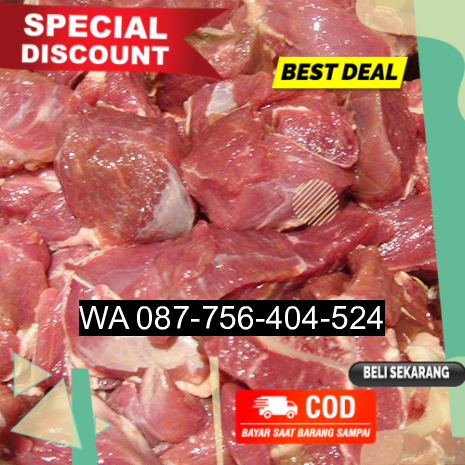 SPECIAL
DISCOUNT
BEST DEAL
WA 087-756-404-524
BELI SEKARANG
COD
BAYAR SAAT BARANG SAMPAI